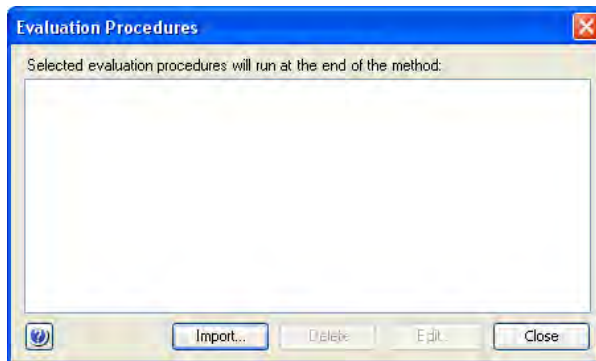 Evaluation Procedures
Selected evaluation procedures will run at the end of the method:
Import... Delete Edit... Close